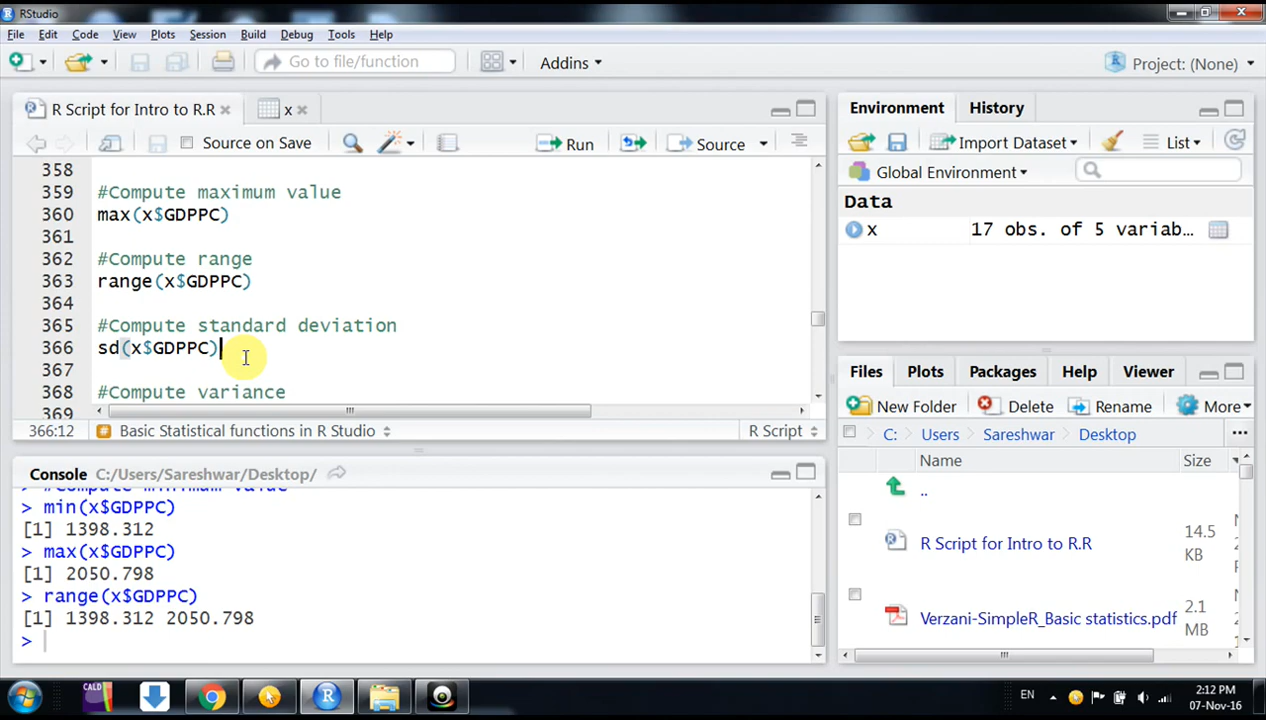 RStudio
File Edit Code View Plots Session Build Debug Tools Help
Go to file/function Addins Project: (None)
R Script for Intro to R.R x
Source on Save Run Source
358
359 #Compute maximum value
360 max(x$GDPPC)
361
362 #Compute range
363 range(x$GDPPC)
364
365 #Compute standard deviation
366 sd(x$GDPPC)
367
368 #Compute variance
369
366:12 Basic Statistical functions in R Studio R Script
Console C:/Users/Sareshwar/Desktop/
> #Compute minimum value
> min(x$GDPPC)
[1] 1398.312
> max(x$GDPPC)
[1] 2050.798
> range(x$GDPPC)
[1] 1398.312 2050.798
>
Environment History
Import Dataset List
Global Environment
Data
x 17 obs. of 5 variab...
Files Plots Packages Help Viewer
New Folder Delete Rename More
C: Users Sareshwar Desktop ...
Name Size
..
R Script for Intro to R.R 14.5 KB
Verzani-SimpleR_Basic statistics.pdf 2.1 MB
CALD EN 2:12 PM
07-Nov-16